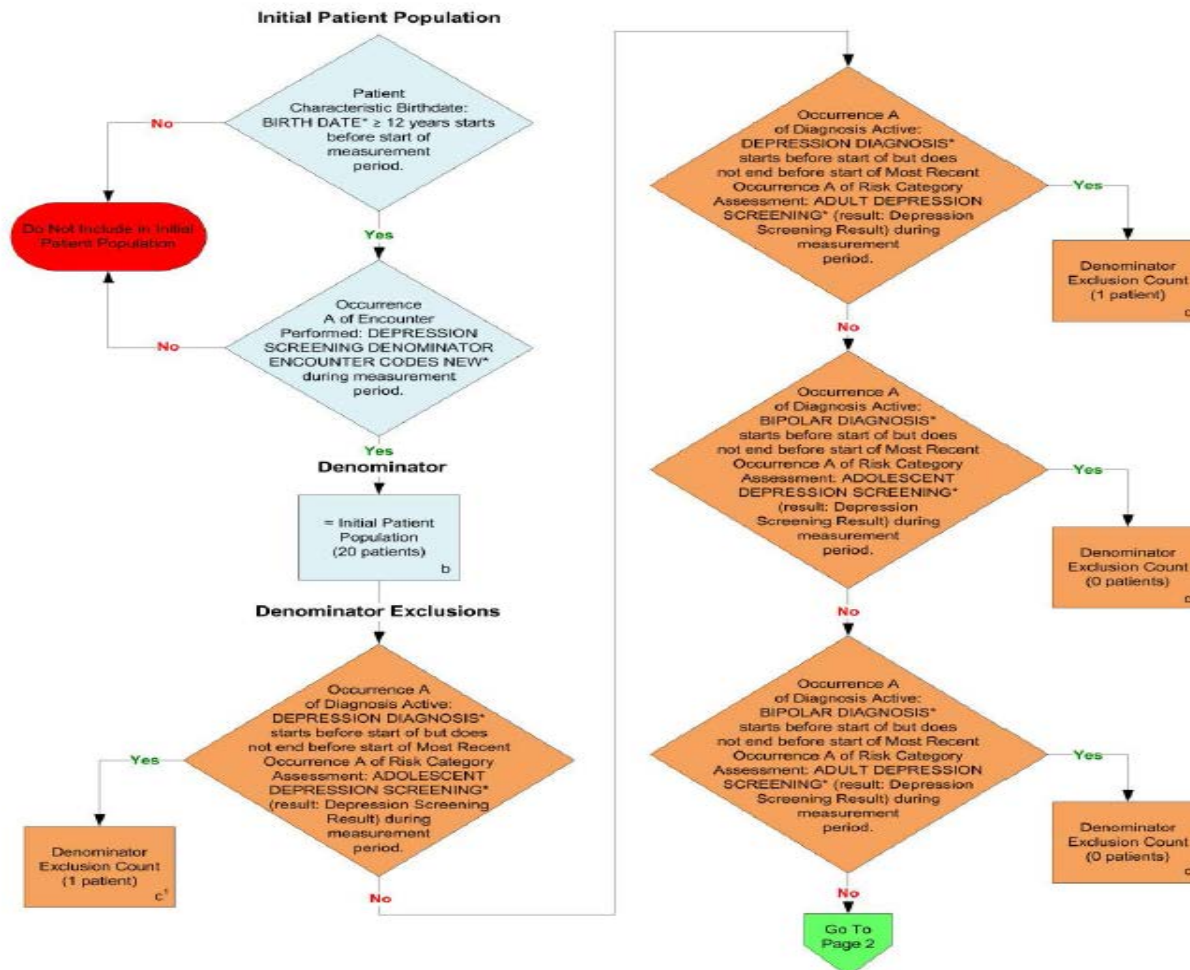 Initial Patient Population
Patient
Characteristic Birthdate:
BIRTH DATE* ≥ 12 years starts
before start of
measurement
period.
No
Do Not Include in Initial
Patient Population
Yes
Occurrence
A of Encounter
Performed: DEPRESSION
SCREENING DENOMINATOR
ENCOUNTER CODES NEW*
during measurement
period.
No
Yes
Denominator
= Initial Patient
Population
(20 patients)
b
Denominator Exclusions
Occurrence A
of Diagnosis Active:
DEPRESSION DIAGNOSIS*
starts before start of but does
not end before start of Most Recent
Occurrence A of Risk Category
Assessment: ADOLESCENT
DEPRESSION SCREENING*
(result: Depression Screening
Result) during
measurement
period.
Yes
Denominator
Exclusion Count
(1 patient)
c¹
No
Occurrence A
of Diagnosis Active:
DEPRESSION DIAGNOSIS*
starts before start of but does
not end before start of Most Recent
Occurrence A of Risk Category
Assessment: ADULT DEPRESSION
SCREENING* (result: Depression
Screening Result) during
measurement
period.
Yes
Denominator
Exclusion Count
(1 patient)
No
Occurrence A
of Diagnosis Active:
BIPOLAR DIAGNOSIS*
starts before start of but does
not end before start of Most Recent
Occurrence A of Risk Category
Assessment: ADOLESCENT
DEPRESSION SCREENING*
(result: Depression
Screening Result) during
measurement
period.
Yes
Denominator
Exclusion Count
(0 patients)
No
Occurrence A
of Diagnosis Active:
BIPOLAR DIAGNOSIS*
starts before start of but does
not end before start of Most Recent
Occurrence A of Risk Category
Assessment: ADULT DEPRESSION
SCREENING* (result: Depression
Screening Result) during
measurement
period.
Yes
Denominator
Exclusion Count
(0 patients)
No
Go To
Page 2